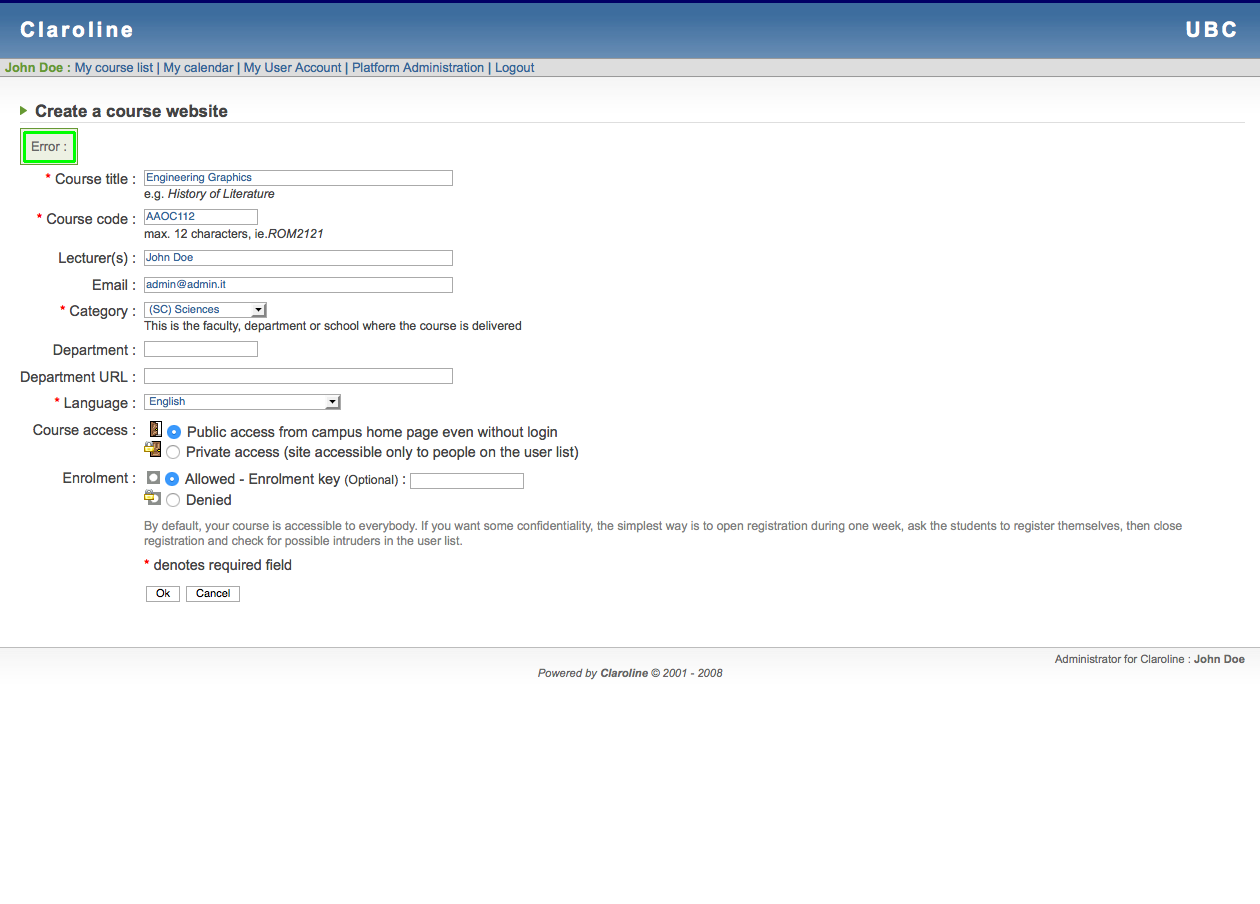 Claroline
UBC
John Doe : My course list | My calendar | My User Account | Platform Administration | Logout
Create a course website
Error :
* Course title : Engineering Graphics
e.g. History of Literature
* Course code : AAOC112
max. 12 characters, ie.ROM2121
Lecturer(s) : John Doe
Email : admin@admin.it
* Category : (SC) Sciences
This is the faculty, department or school where the course is delivered
Department :
Department URL :
* Language : English
Course access : Public access from campus home page even without login
Private access (site accessible only to people on the user list)
Enrolment : Allowed - Enrolment key (Optional) :
Denied
By default, your course is accessible to everybody. If you want some confidentiality, the simplest way is to open registration during one week, ask the students to register themselves, then close
registration and check for possible intruders in the user list.
* denotes required field
Ok Cancel
Administrator for Claroline : John Doe
Powered by Claroline © 2001 - 2008